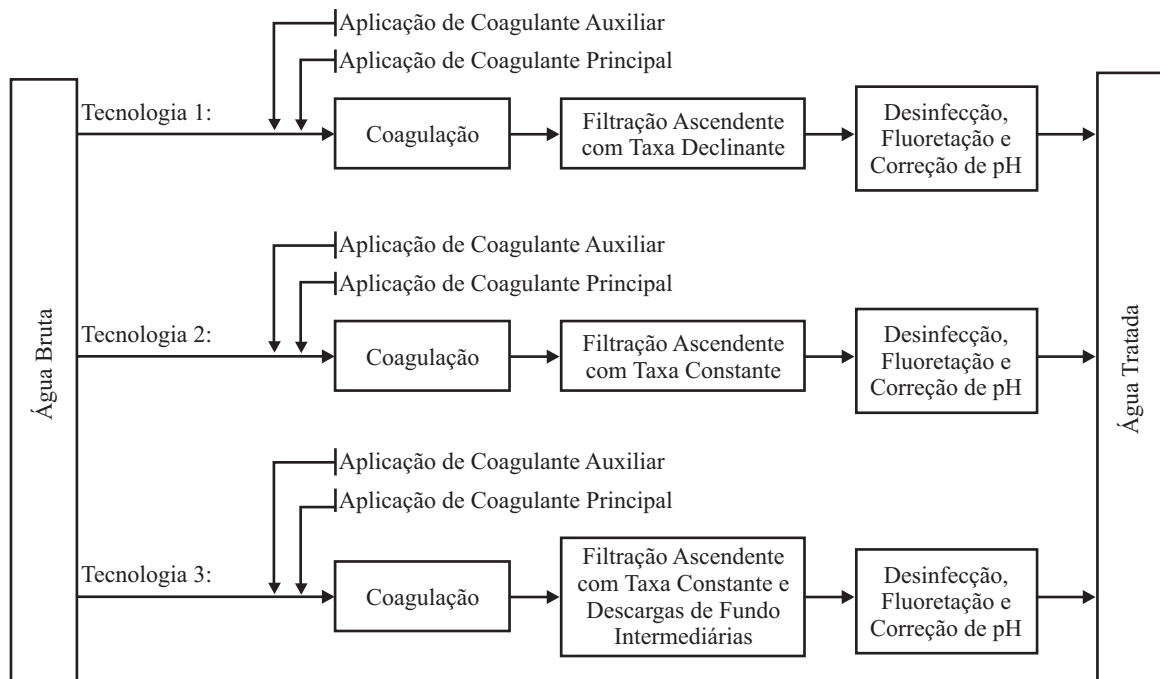 Aplicação de Coagulante Auxiliar
Aplicação de Coagulante Principal
Tecnologia 1:
Coagulação
Filtração Ascendente
com Taxa Declinante
Desinfecção,
Fluoretação e
Correção de pH
Aplicação de Coagulante Auxiliar
Aplicação de Coagulante Principal
Água Bruta
Tecnologia 2:
Coagulação
Filtração Ascendente
com Taxa Constante
Desinfecção,
Fluoretação e
Correção de pH
Água Tratada
Aplicação de Coagulante Auxiliar
Aplicação de Coagulante Principal
Tecnologia 3:
Coagulação
Filtração Ascendente
com Taxa Constante e
Descargas de Fundo
Intermediárias
Desinfecção,
Fluoretação e
Correção de pH